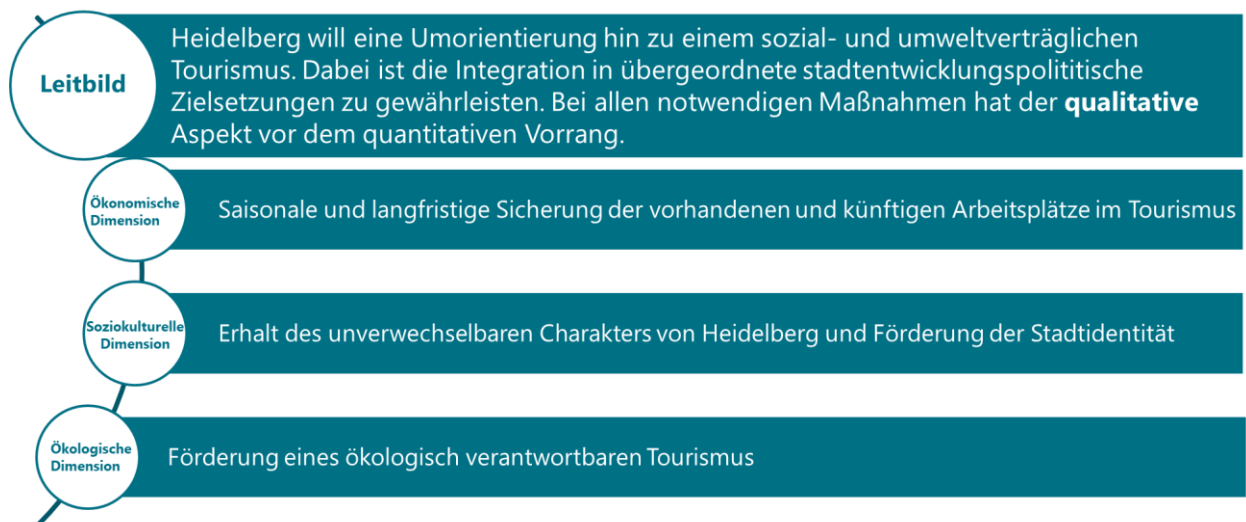 Leitbild
Heidelberg will eine Umorientierung hin zu einem sozial- und umweltverträglichen
Tourismus. Dabei ist die Integration in übergeordnete stadtentwicklungspolititische
Zielsetzungen zu gewährleisten. Bei allen notwendigen Maßnahmen hat der qualitative
Aspekt vor dem quantitativen Vorrang.
Ökonomische
Dimension
Saisonale und langfristige Sicherung der vorhandenen und künftigen Arbeitsplätze im Tourismus
Soziokulturelle
Dimension
Erhalt des unverwechselbaren Charakters von Heidelberg und Förderung der Stadtidentität
Ökologische
Dimension
Förderung eines ökologisch verantwortbaren Tourismus